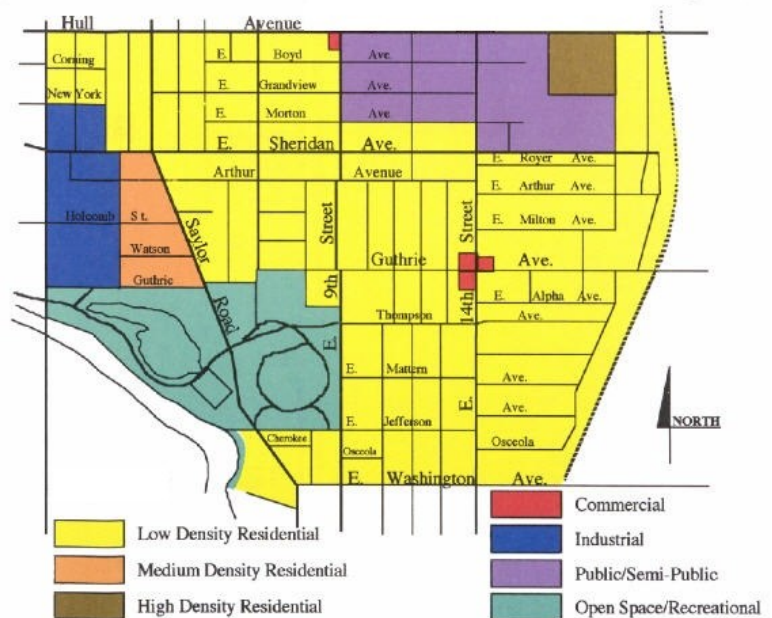 Hull Avenue
Corning
E. Boyd Ave.
New York
E. Grandview
E. Morton Ave.
E. Sheridan Ave.
E. Royer Ave.
Arthur Avenue
E. Arthur Ave.
Holcomb St.
E. Milton Ave.
Saylor Road
E. 9th Street
E. 14th Street
Watson
Guthrie Ave.
Guthrie
E. Alpha Ave.
Thompson Ave.
E. Mattern Ave.
Ave.
E. Jefferson
Cherokee
Osceola
Osceola
E. Washington Ave.
NORTH
Low Density Residential
Medium Density Residential
High Density Residential
Commercial
Industrial
Public/Semi-Public
Open Space/Recreational